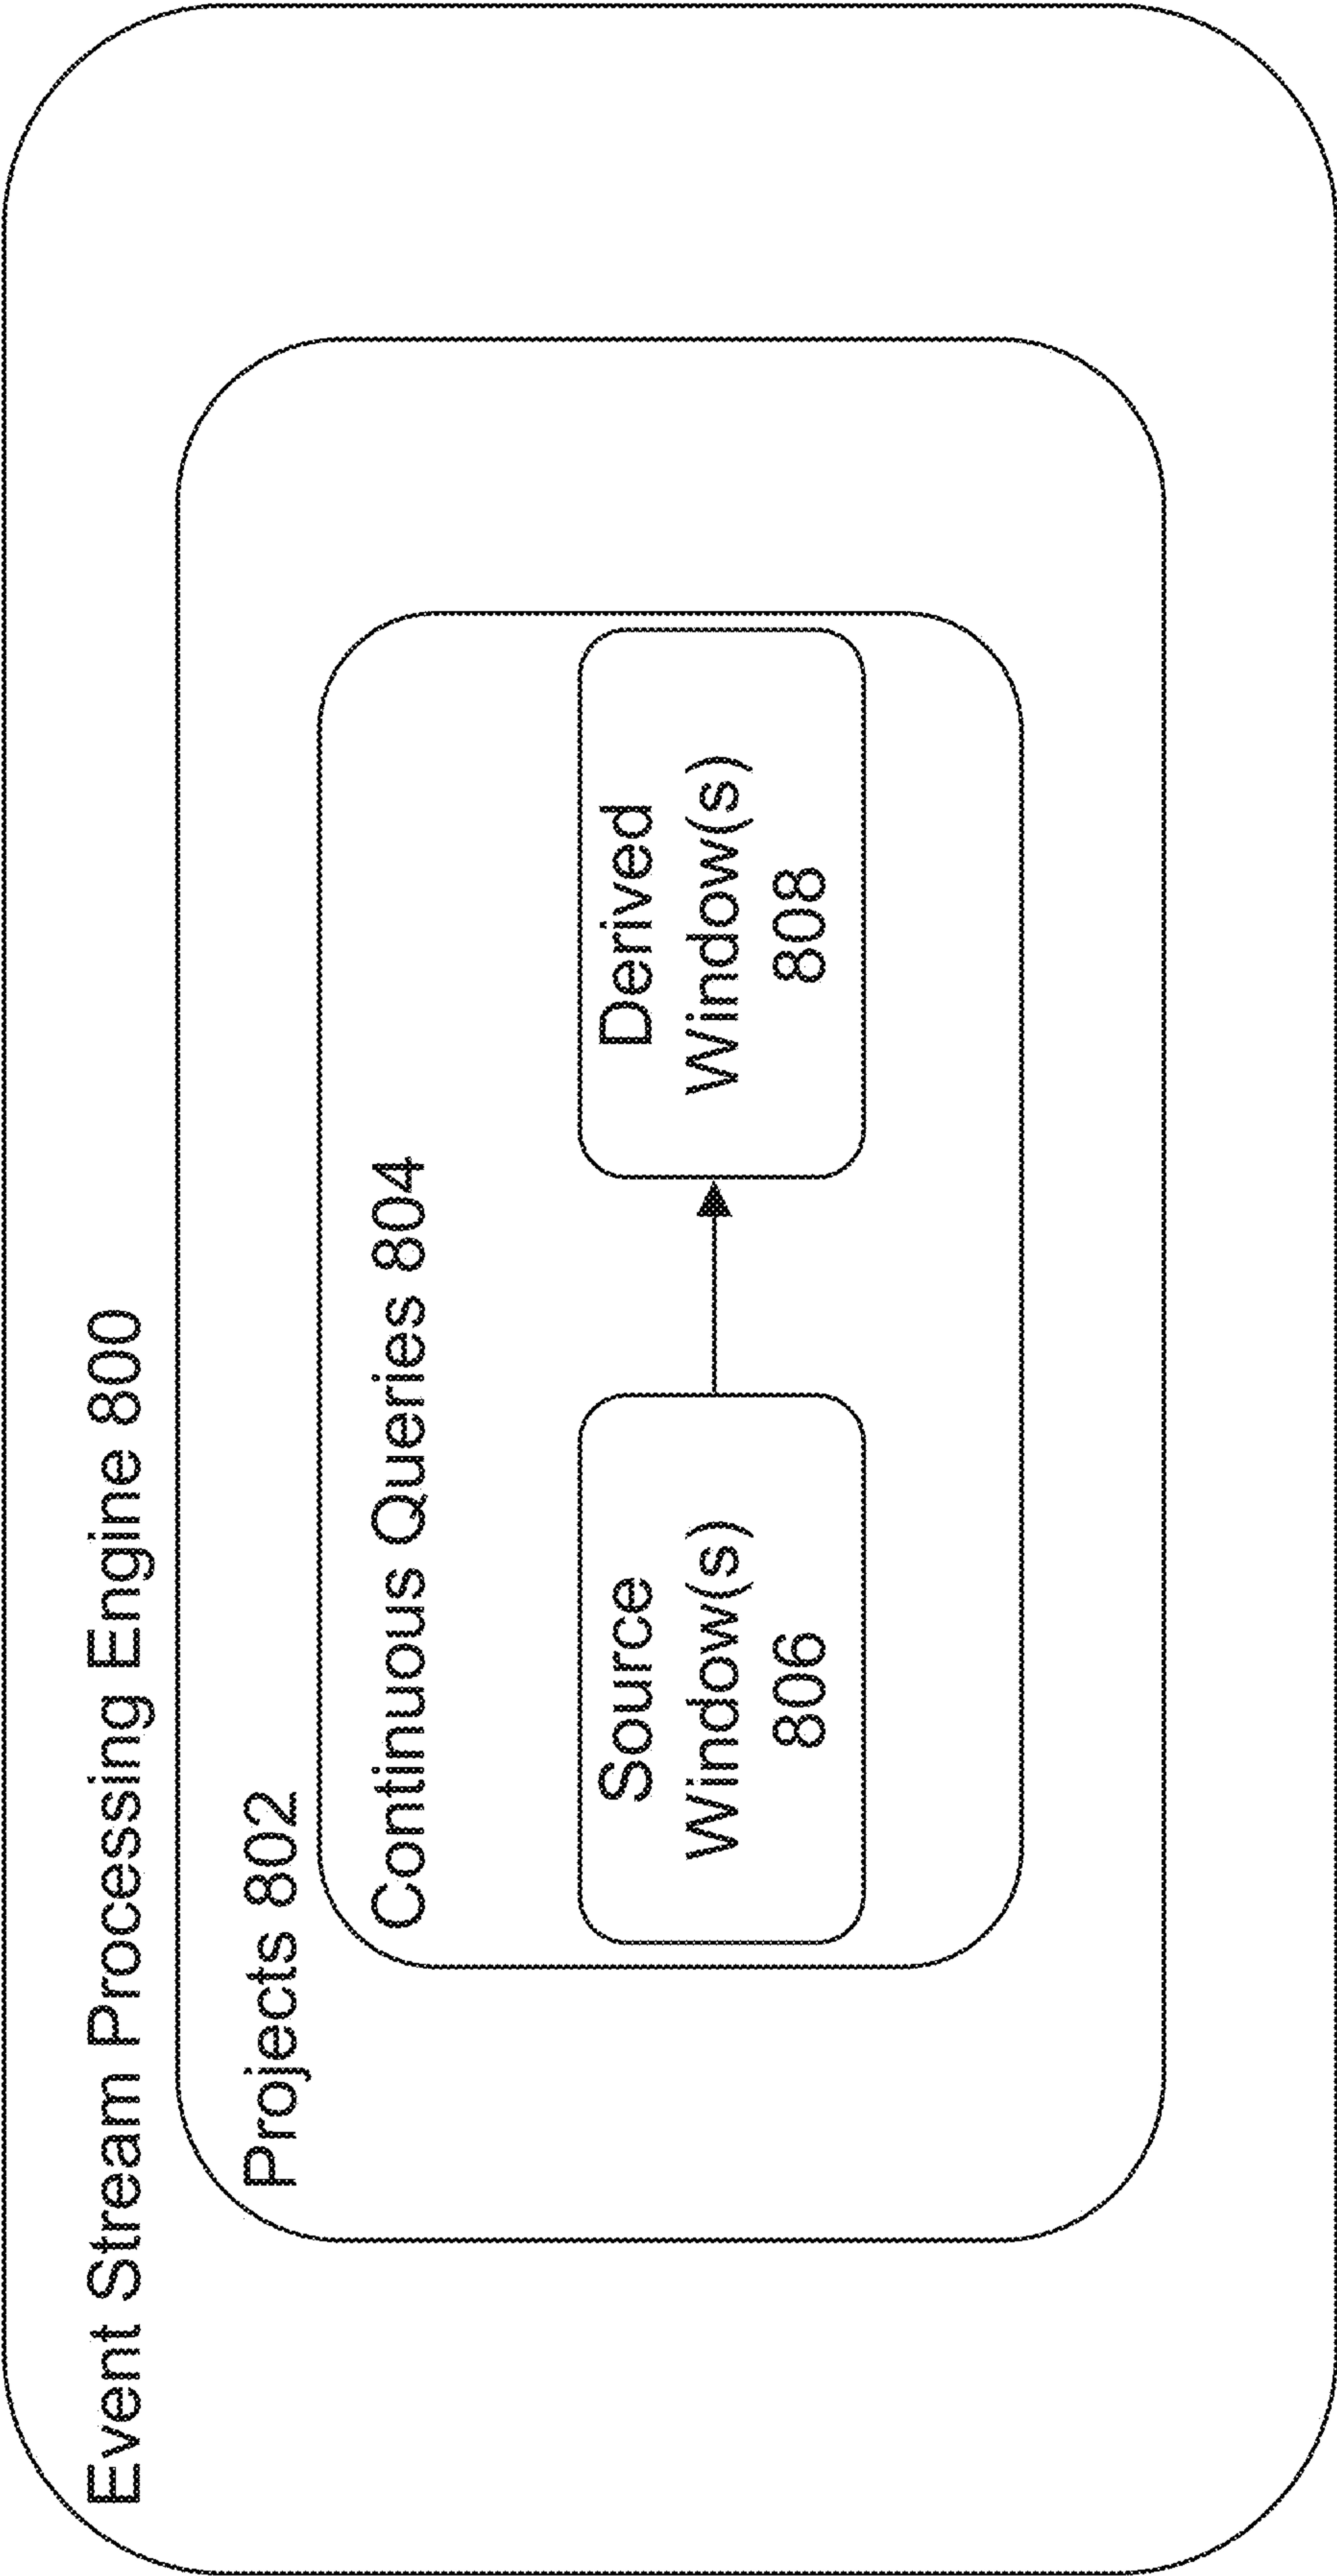 Event Stream Processing Engine 800
Projects 802
Continuous Queries 804
Source
Window(s)
806
Derived
Window(s)
808